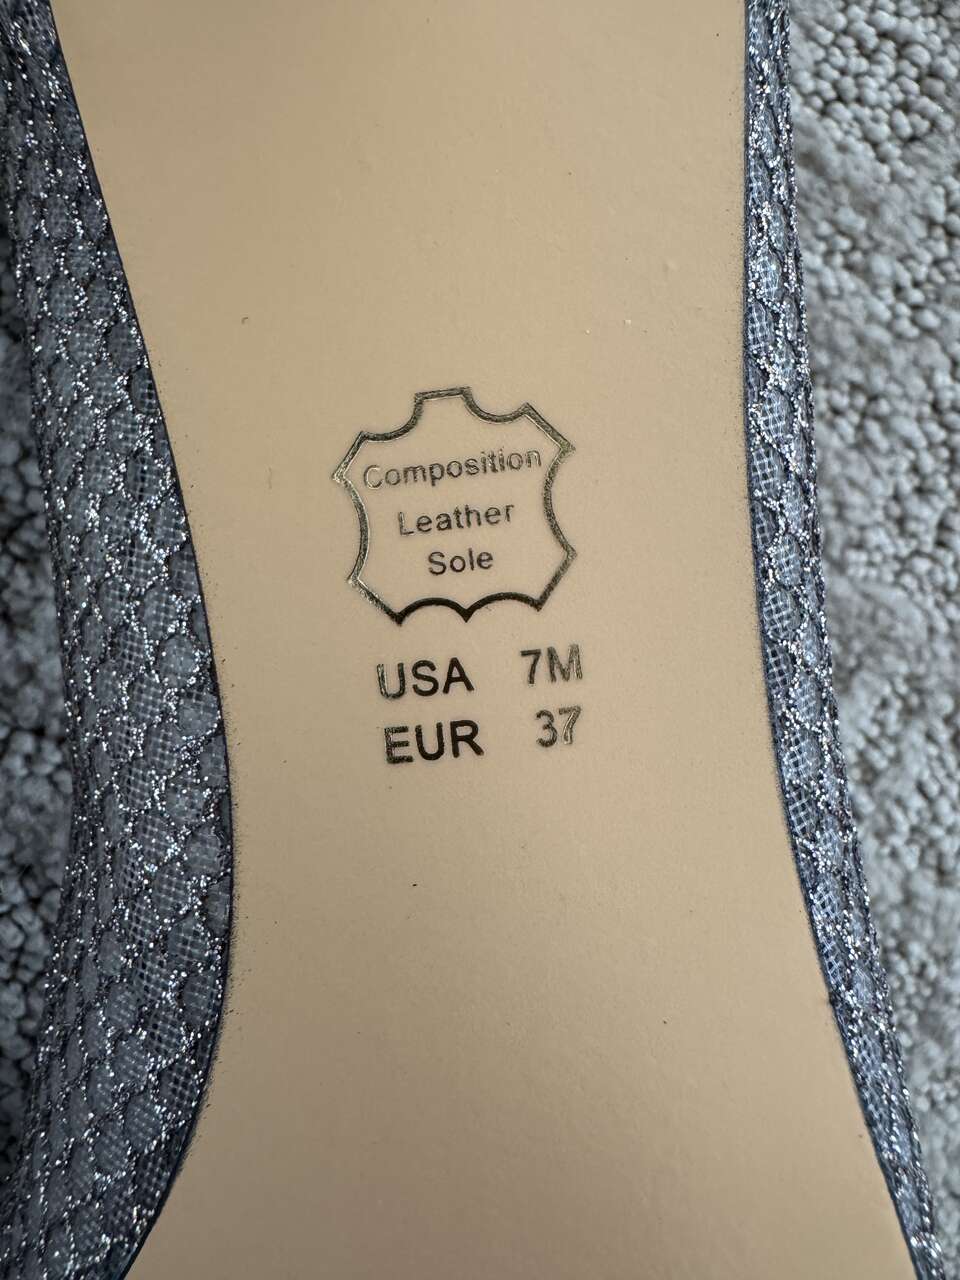 Composition
Leather
Sole
USA 7M
EUR 37